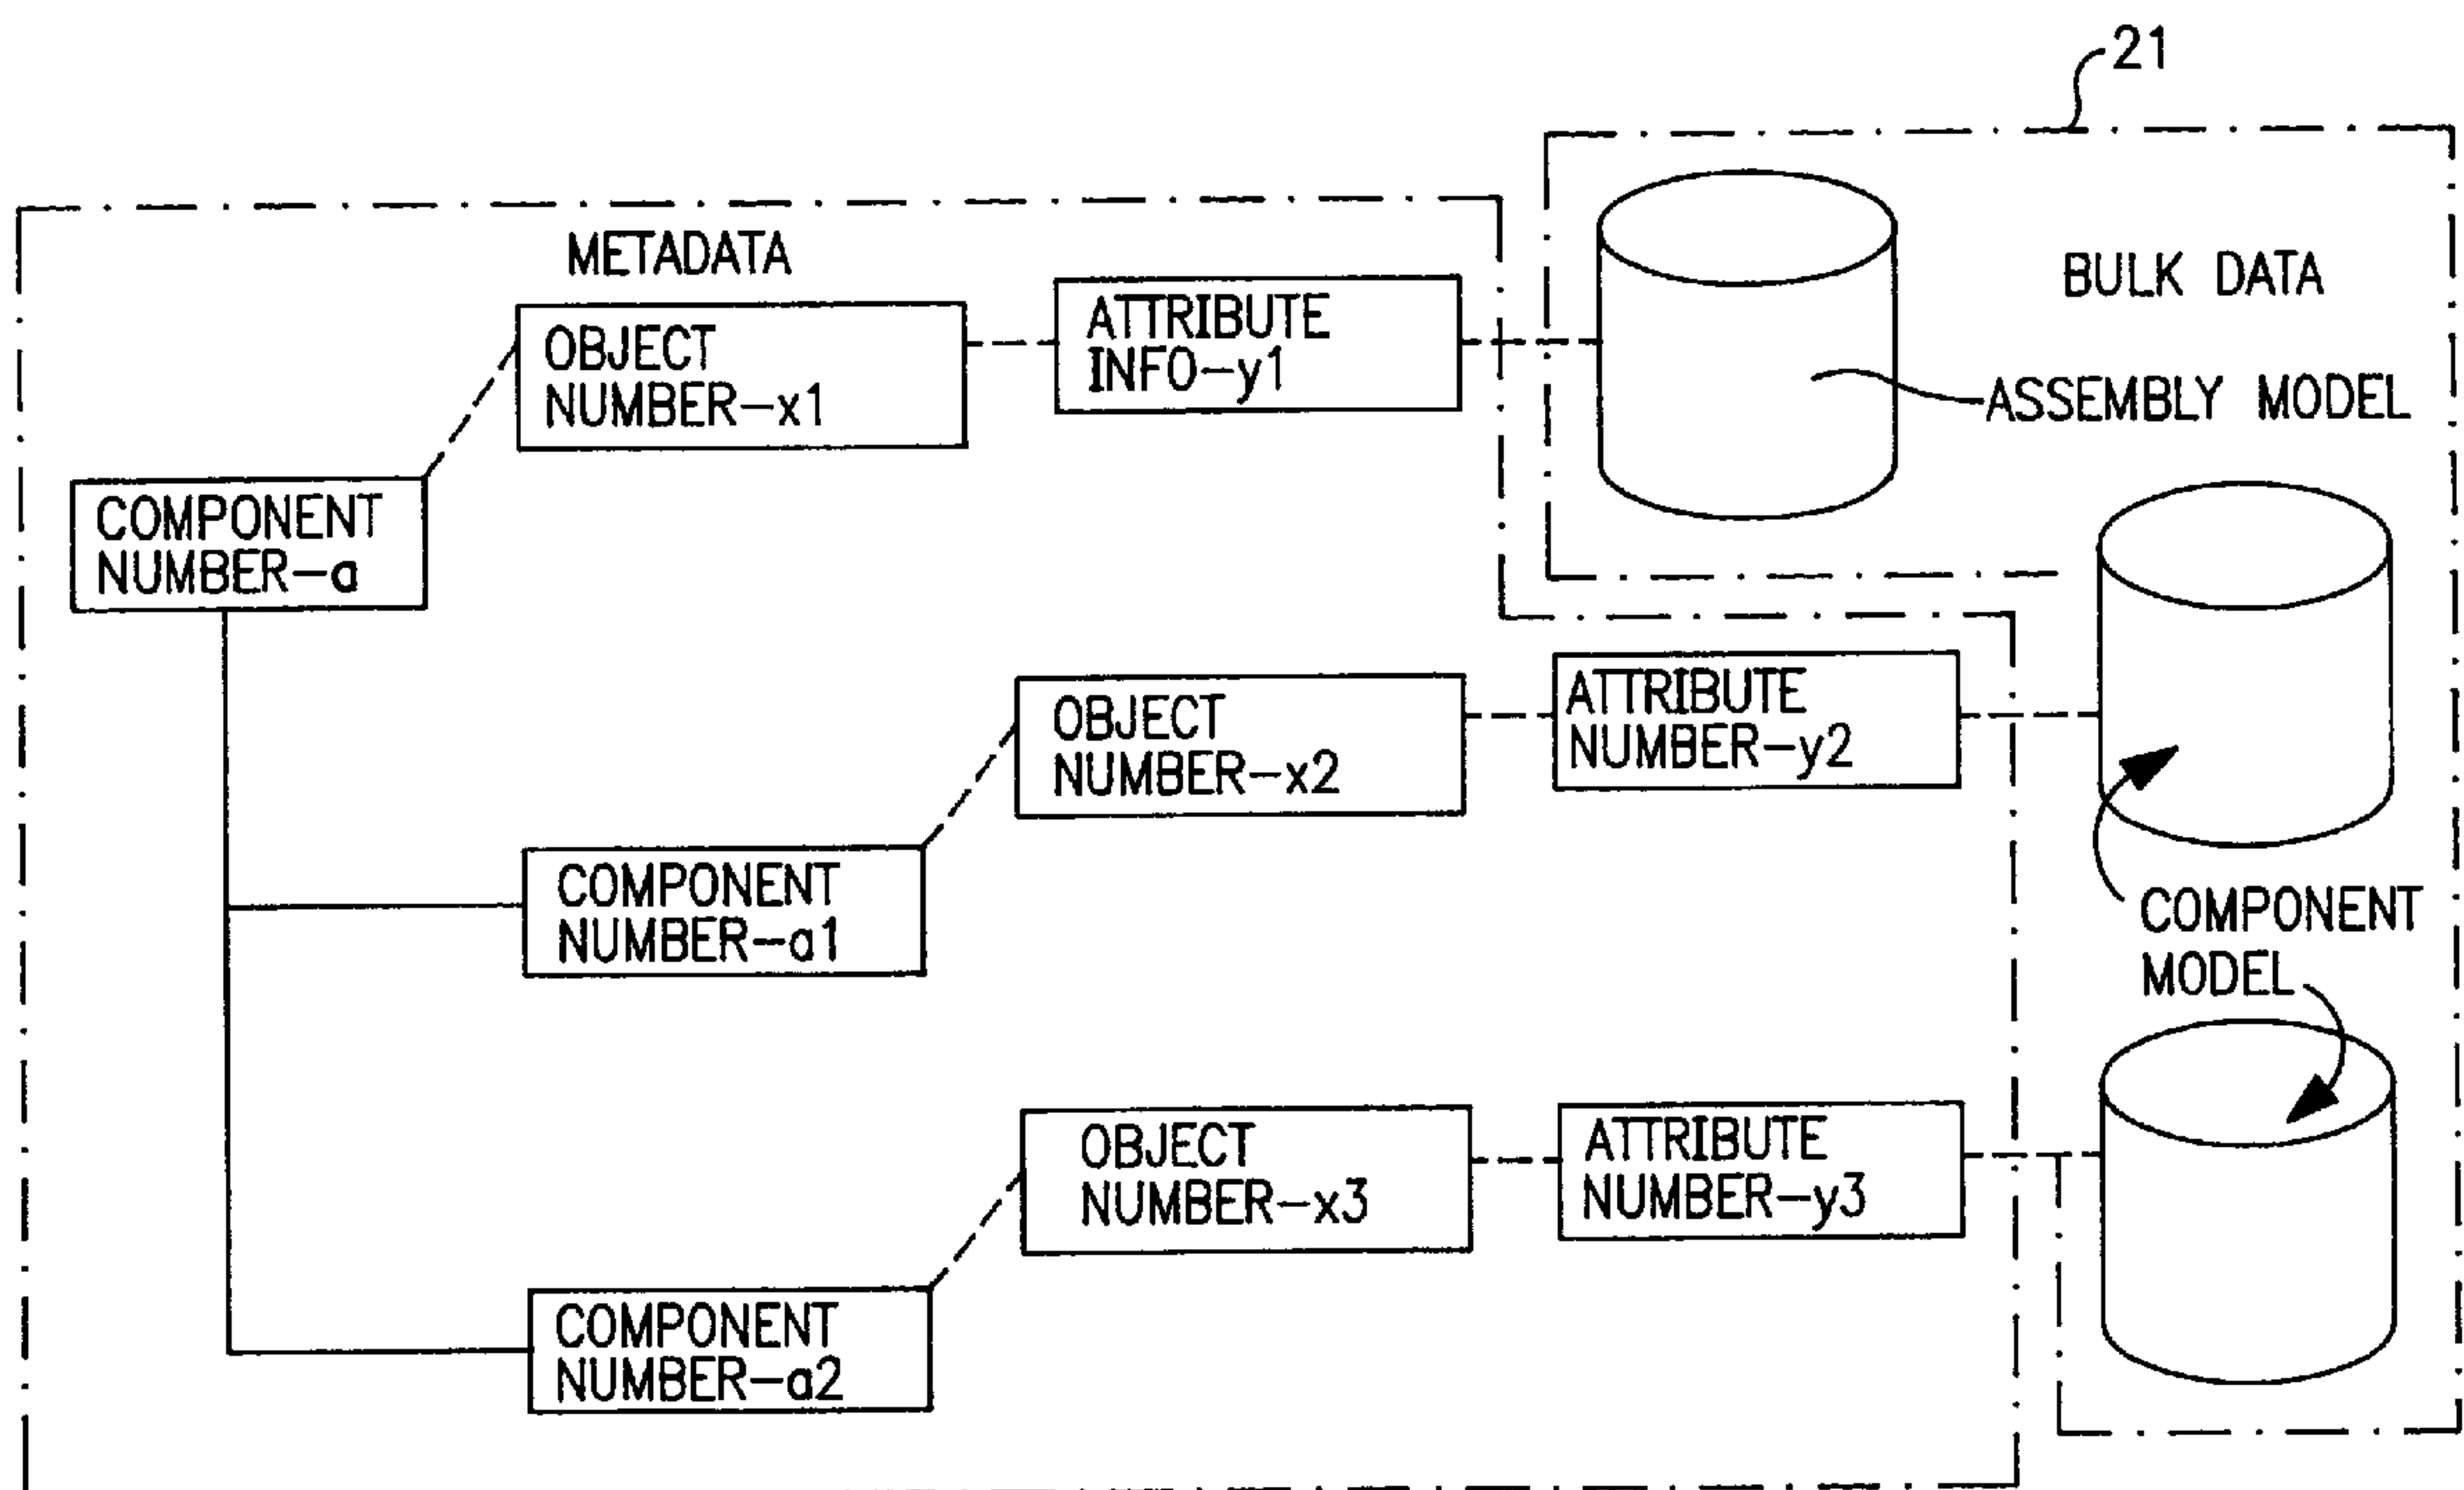 21
METADATA
BULK DATA
OBJECT
NUMBER-x1
ATTRIBUTE
INFO-y1
ASSEMBLY MODEL
COMPONENT
NUMBER-a
OBJECT
NUMBER-x2
ATTRIBUTE
NUMBER-y2
COMPONENT
NUMBER-a1
COMPONENT
MODEL
OBJECT
NUMBER-x3
ATTRIBUTE
NUMBER-y3
COMPONENT
NUMBER-a2